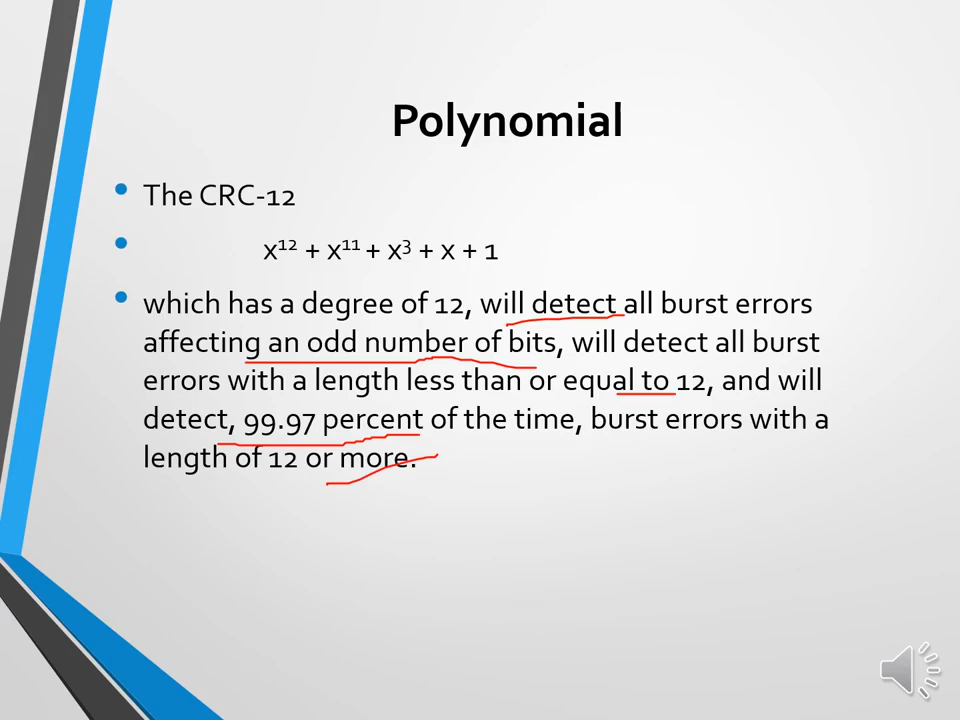 Polynomial
The CRC-12
x¹² + x¹¹ + x³ + x + 1
which has a degree of 12, will detect all burst errors
affecting an odd number of bits, will detect all burst
errors with a length less than or equal to 12, and will
detect, 99.97 percent of the time, burst errors with a
length of 12 or more.